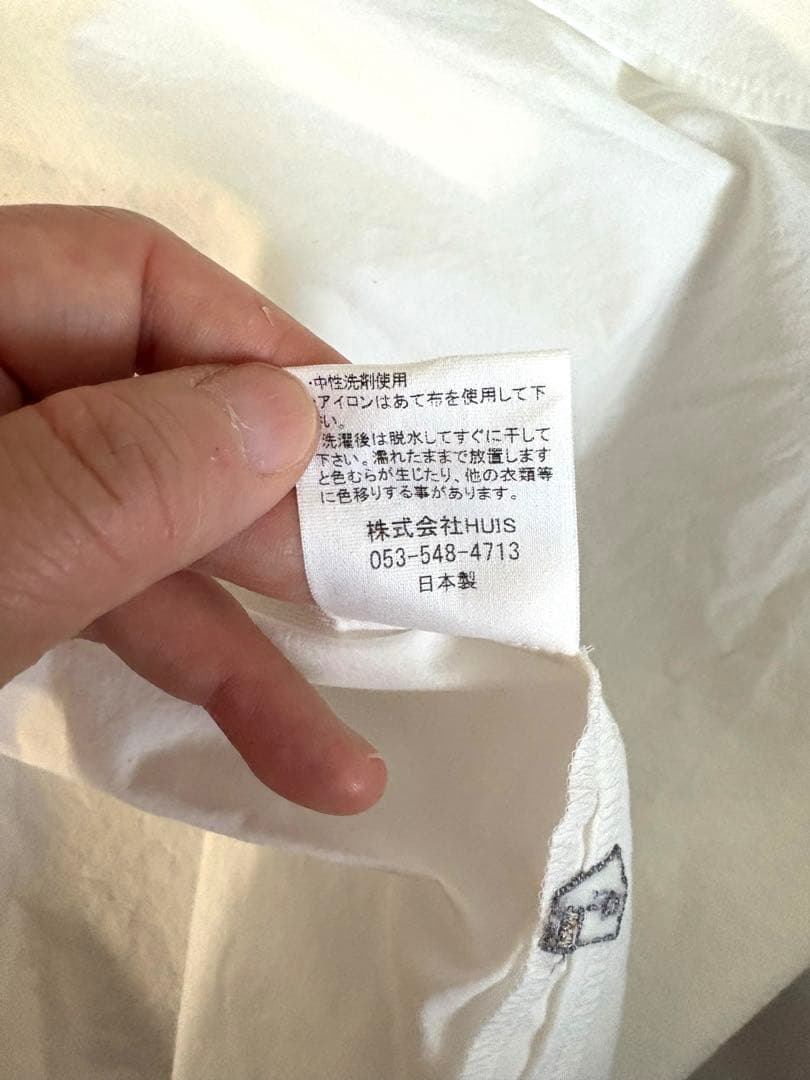 ・中性洗剤使用
・アイロンはあて布を使用して下
さい。
洗濯後は脱水してすぐに干して
下さい。濡れたままで放置します
と色むらが生じたり、他の衣類等
に色移りする事があります。
株式会社HUIS
053-548-4713
日本製